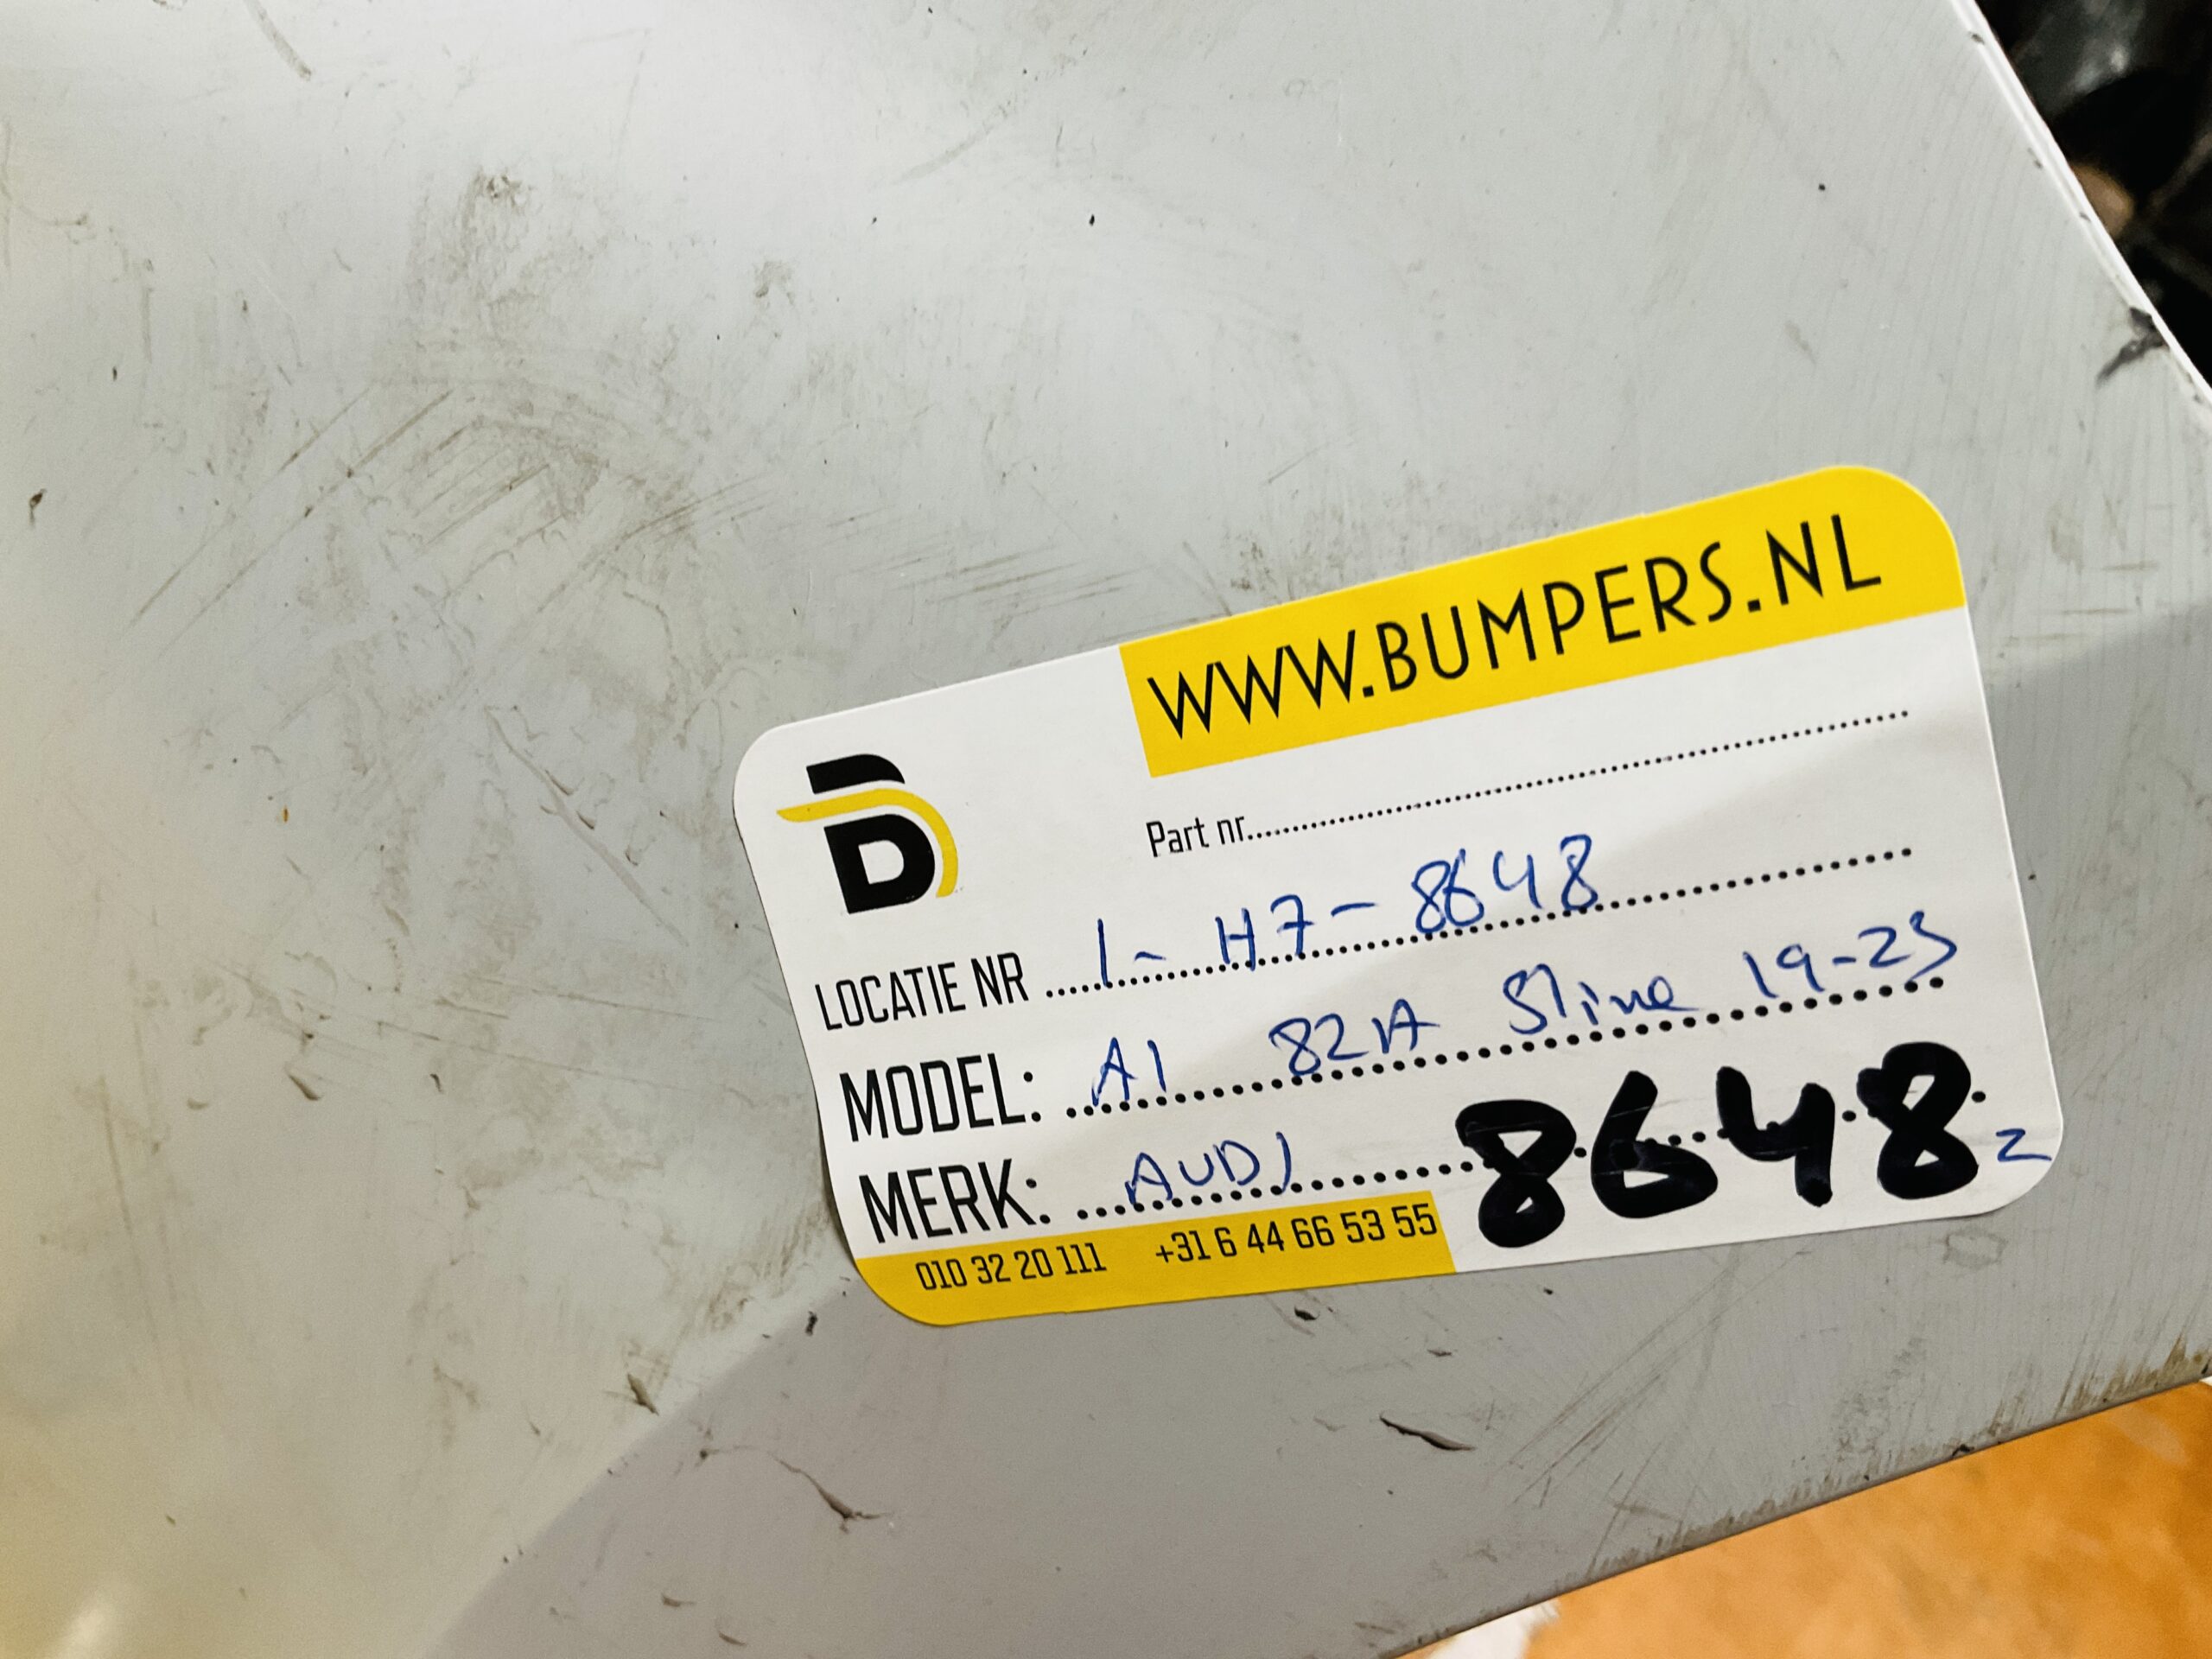 WWW.BUMPERS.NL
Part nr.
LOCATIE NR 1- H7-8648
MODEL: A1 82A Sline 19-23
MERK: AUDI 8648 z
010 32 20 111 +31 6 44 66 53 55